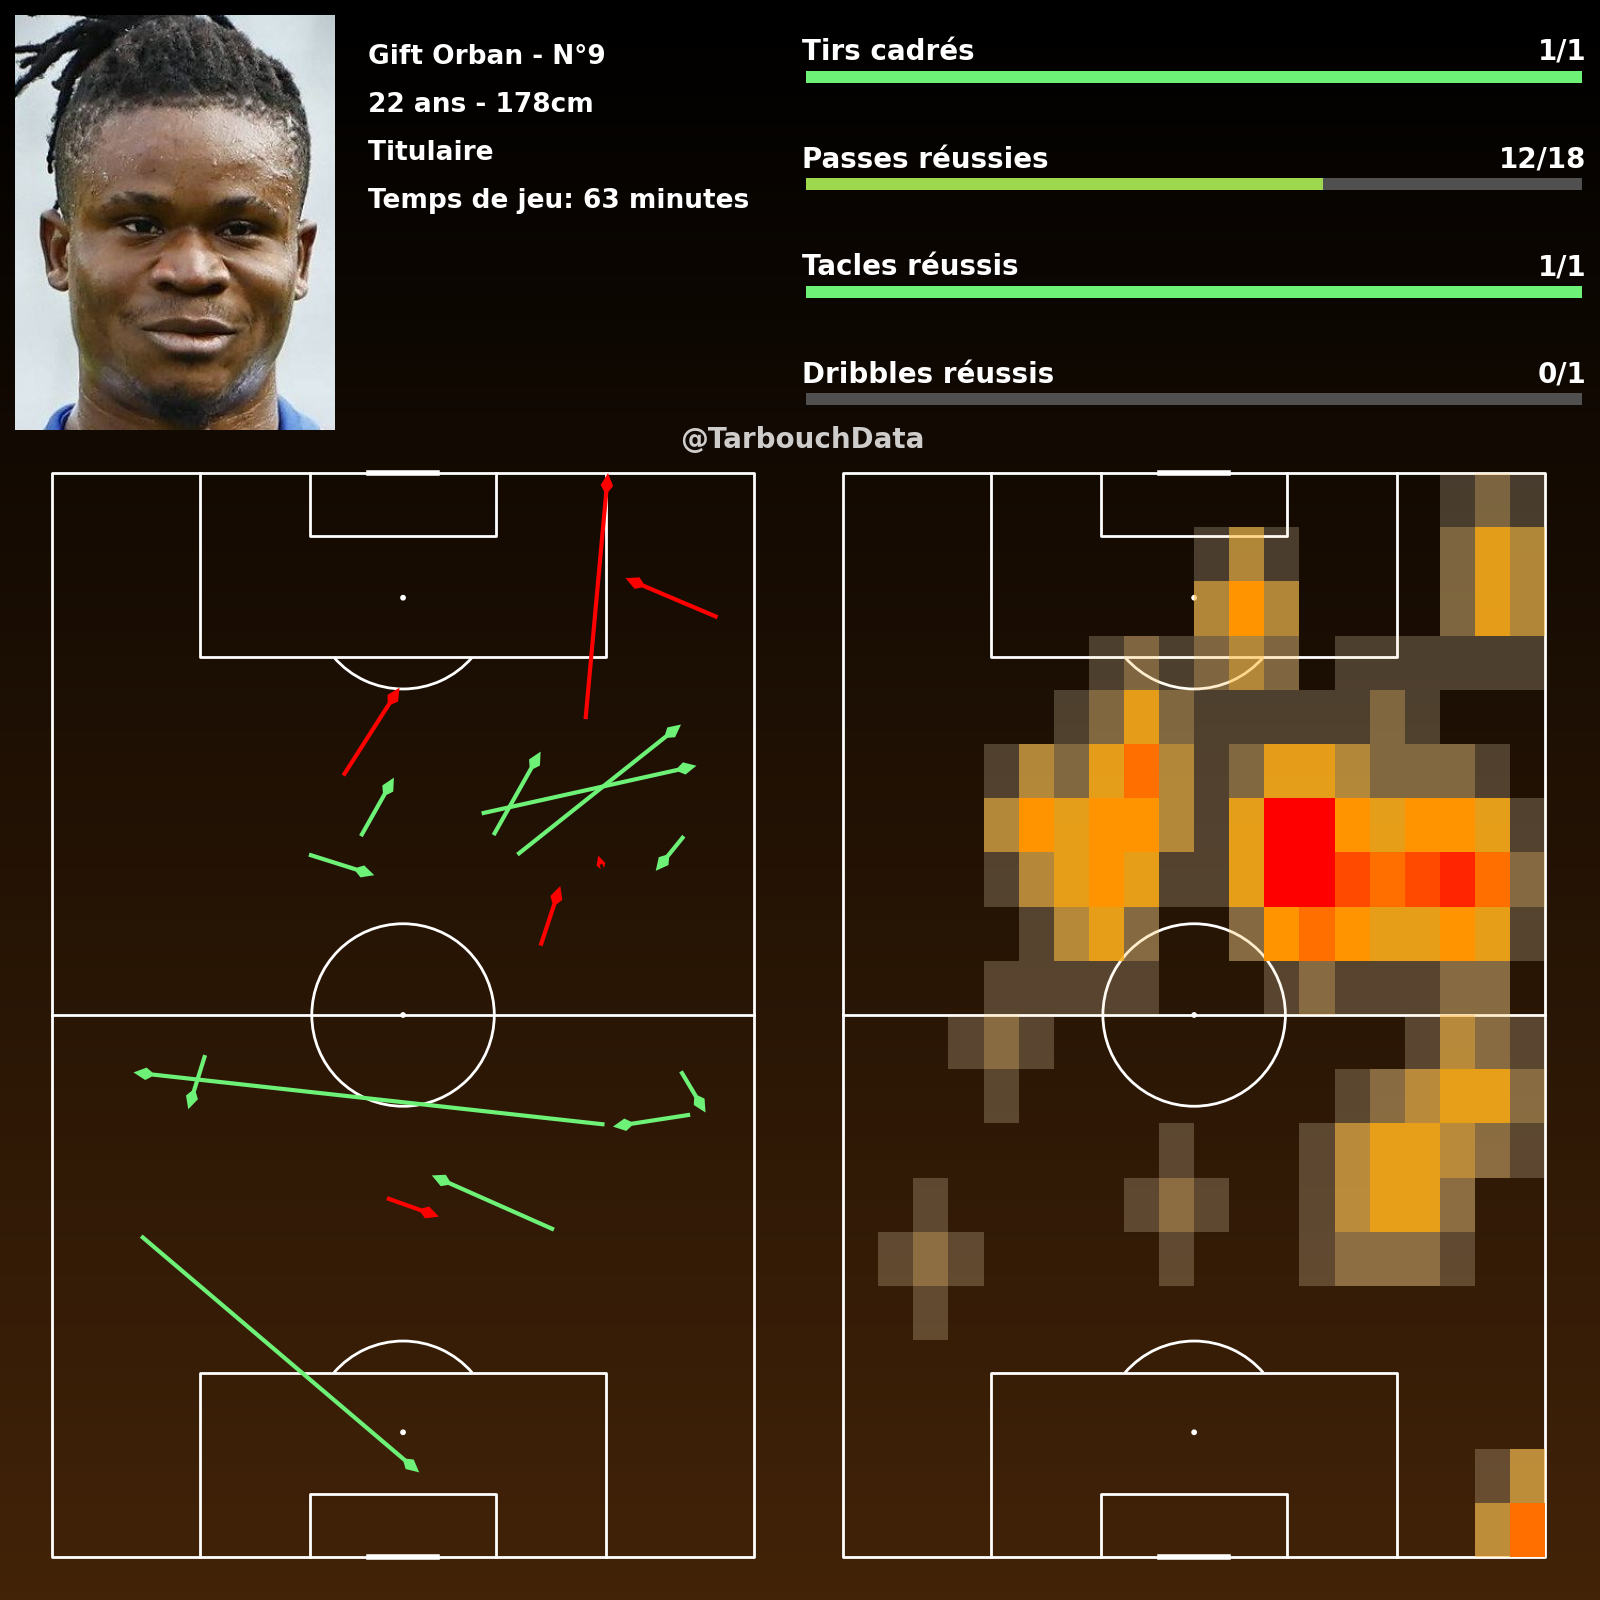 Gift Orban - N°9
22 ans - 178cm
Titulaire
Temps de jeu: 63 minutes
Tirs cadrés 1/1
Passes réussies 12/18
Tacles réussis 1/1
Dribbles réussis 0/1
@TarbouchData